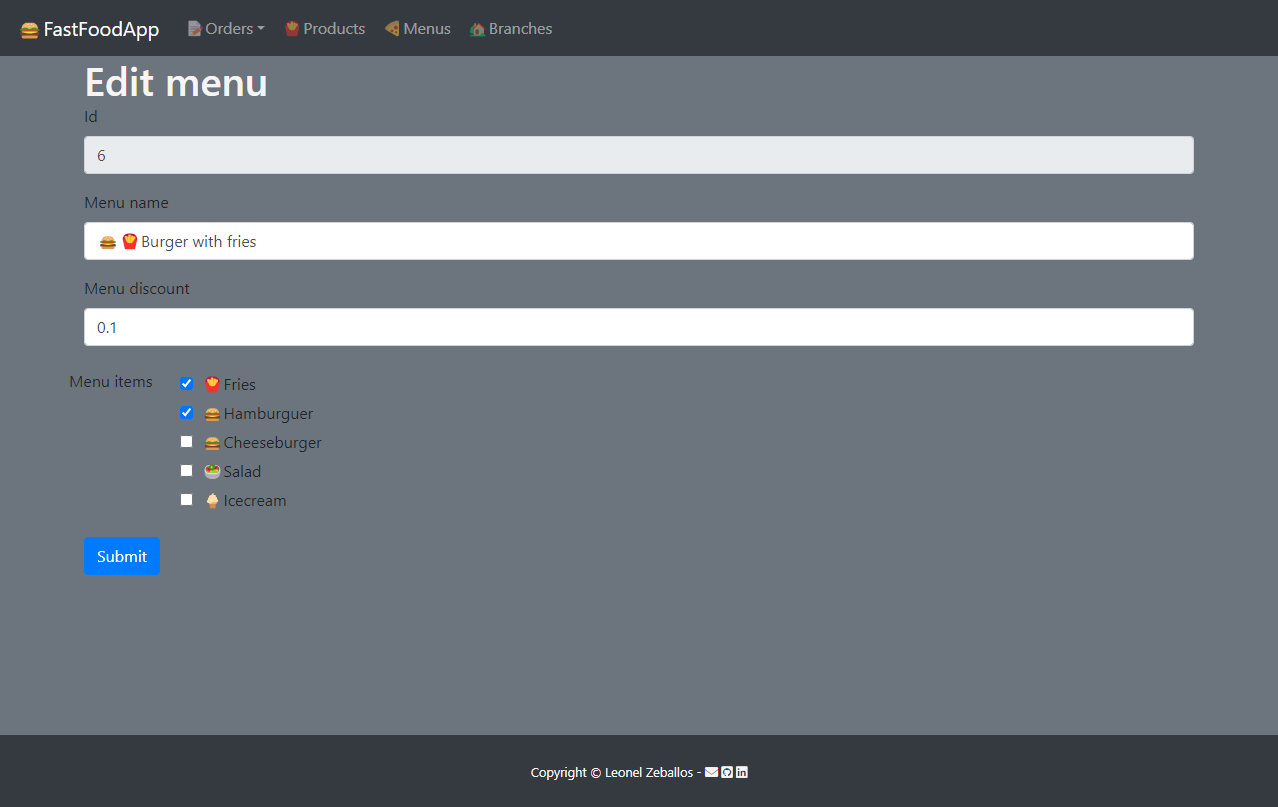 🍔 FastFoodApp 📝Orders 🍟Products 🍕Menus 🏠Branches
Edit menu
Id
6
Menu name
🍔 🍟Burger with fries
Menu discount
0.1
Menu items
🍟Fries
🍔Hamburguer
🍔Cheeseburger
🥗Salad
🍦Icecream
Submit
Copyright © Leonel Zeballos -